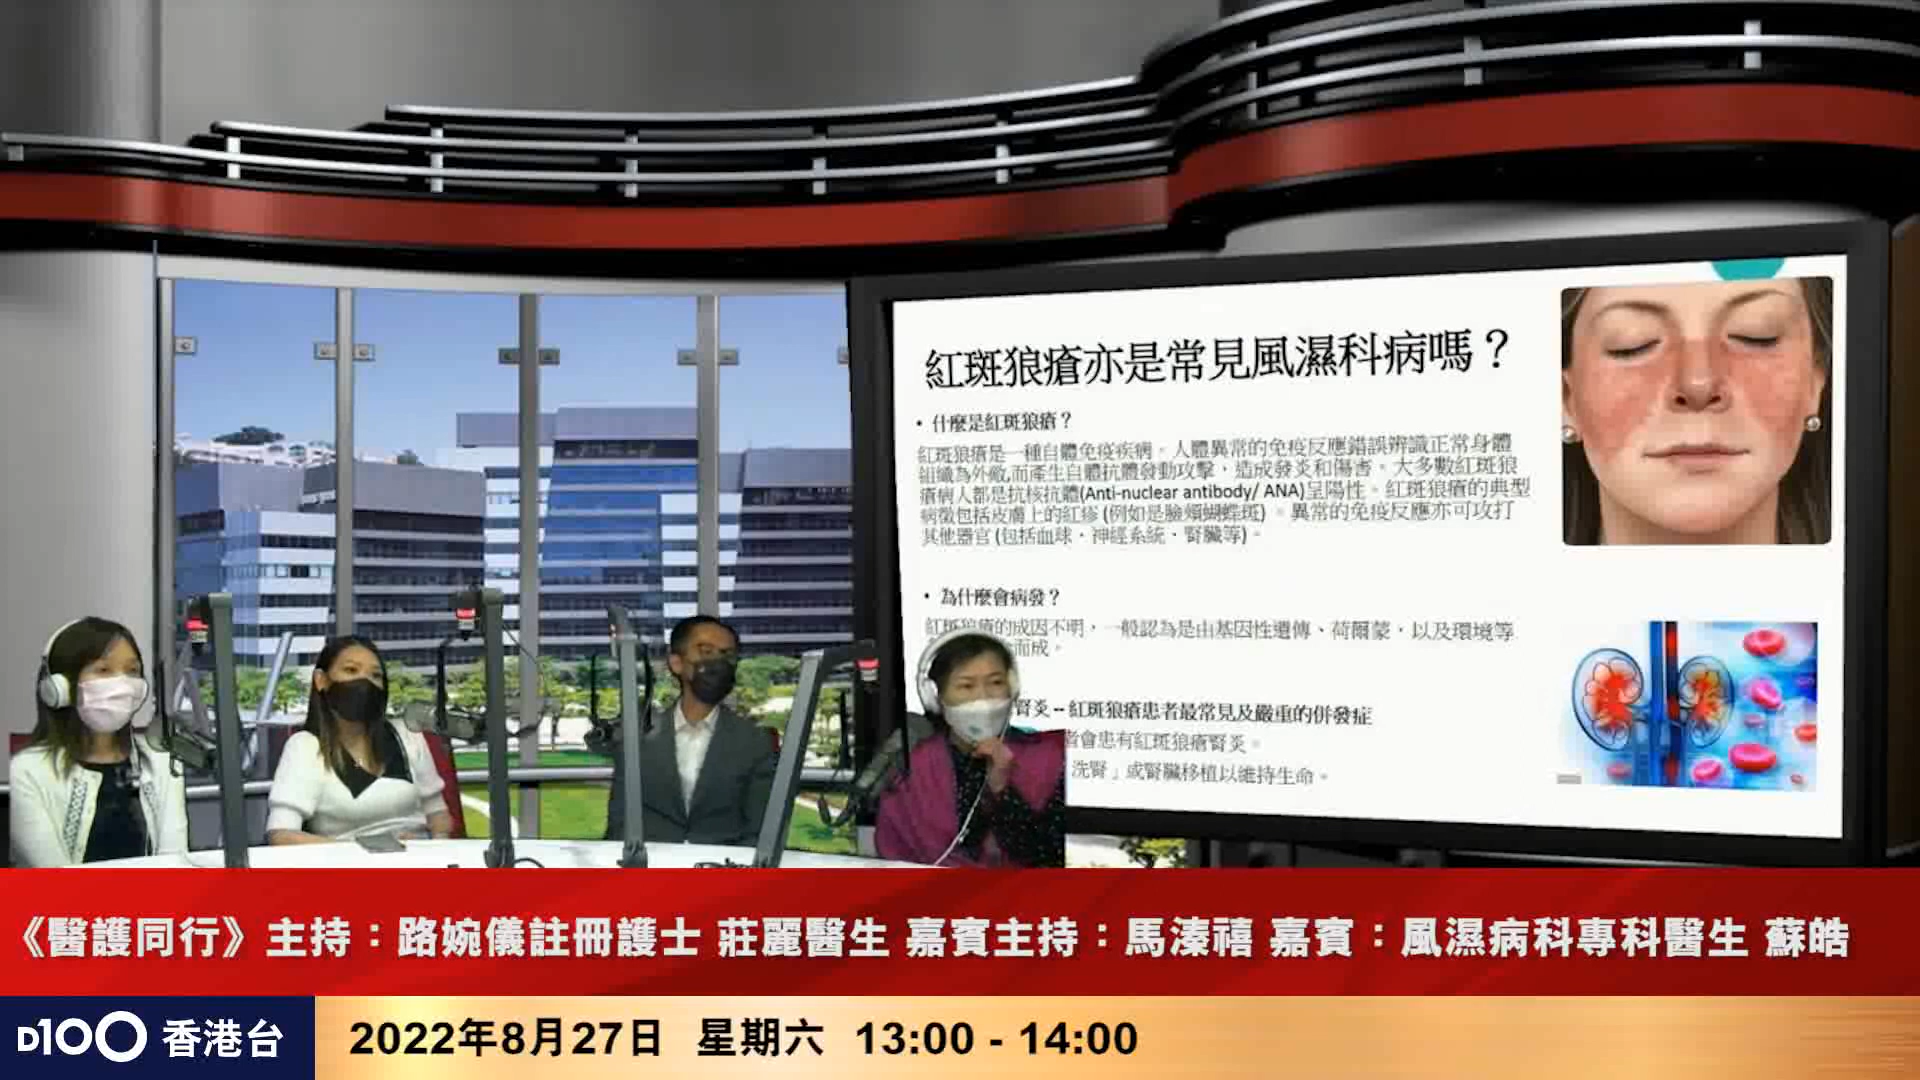 紅斑狼瘡亦是常見風濕科病嗎？
• 什麼是紅斑狼瘡？
紅斑狼瘡是一種自體免疫疾病。人體異常的免疫反應錯誤辨識正常身體
組織為外敵,而產生自體抗體發動攻擊，造成發炎和傷害。大多數紅斑狼
瘡病人都是抗核抗體(Anti-nuclear antibody/ ANA)呈陽性。紅斑狼瘡的典型
病徵包括皮膚上的紅疹 (例如是臉頰蝴蝶斑) 。異常的免疫反應亦可攻打
其他器官 (包括血球、神經系統、腎臟等)。
• 為什麼會病發？
紅斑狼瘡的成因不明，一般認為是由基因性遺傳、荷爾蒙，以及環境等
而成。
腎炎 -- 紅斑狼瘡患者最常見及嚴重的併發症
者會患有紅斑狼瘡腎炎。
洗腎」或腎臟移植以維持生命。
《醫護同行》主持：路婉儀註冊護士 莊麗醫生 嘉賓主持：馬溱禧 嘉賓：風濕病科專科醫生 蘇皓
D100 香港台
2022年8月27日 星期六 13:00 - 14:00